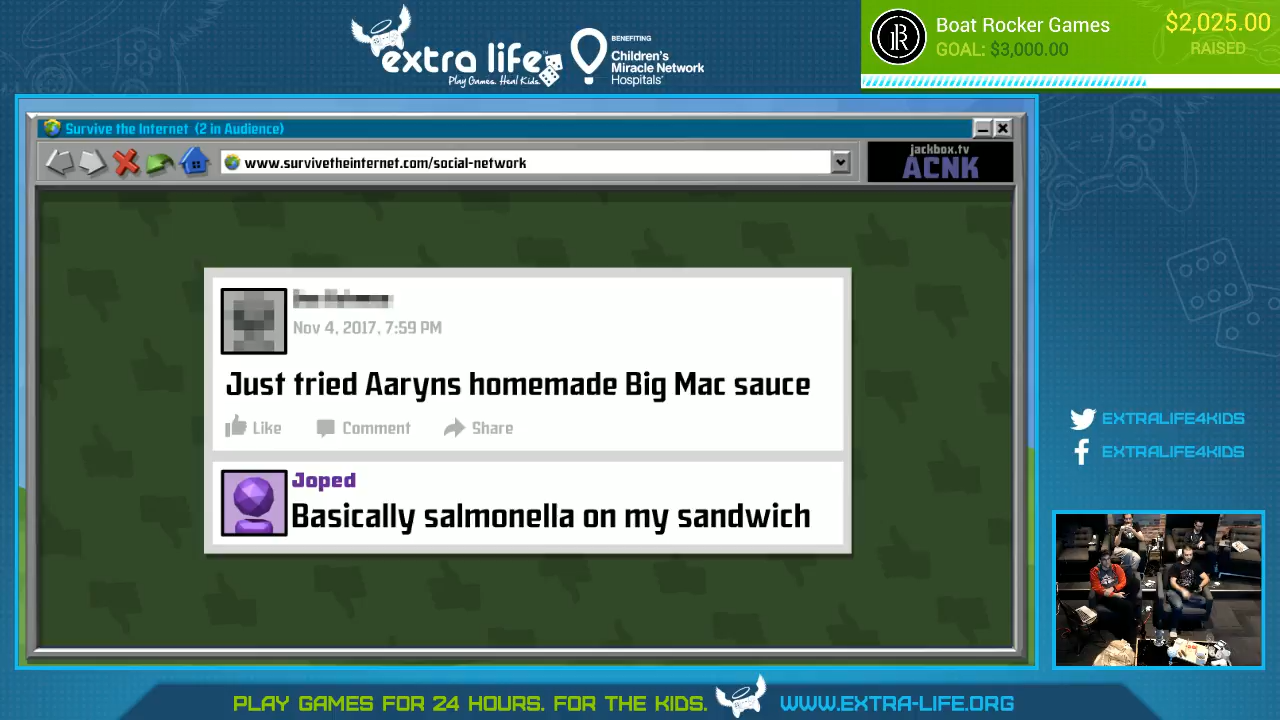 extra life
Play Games. Heal Kids.
BENEFITING
Children's
Miracle Network
Hospitals
Boat Rocker Games
GOAL: $3,000.00
$2,025.00
RAISED
Survive the Internet (2 in Audience)
www.survivetheinternet.com/social-network
jackbox.tv
ACNK
Nov 4, 2017, 7:59 PM
Just tried Aaryns homemade Big Mac sauce
Like Comment Share
Joped
Basically salmonella on my sandwich
EXTRALIFE4KIDS
EXTRALIFE4KIDS
PLAY GAMES FOR 24 HOURS. FOR THE KIDS.
WWW.EXTRA-LIFE.ORG